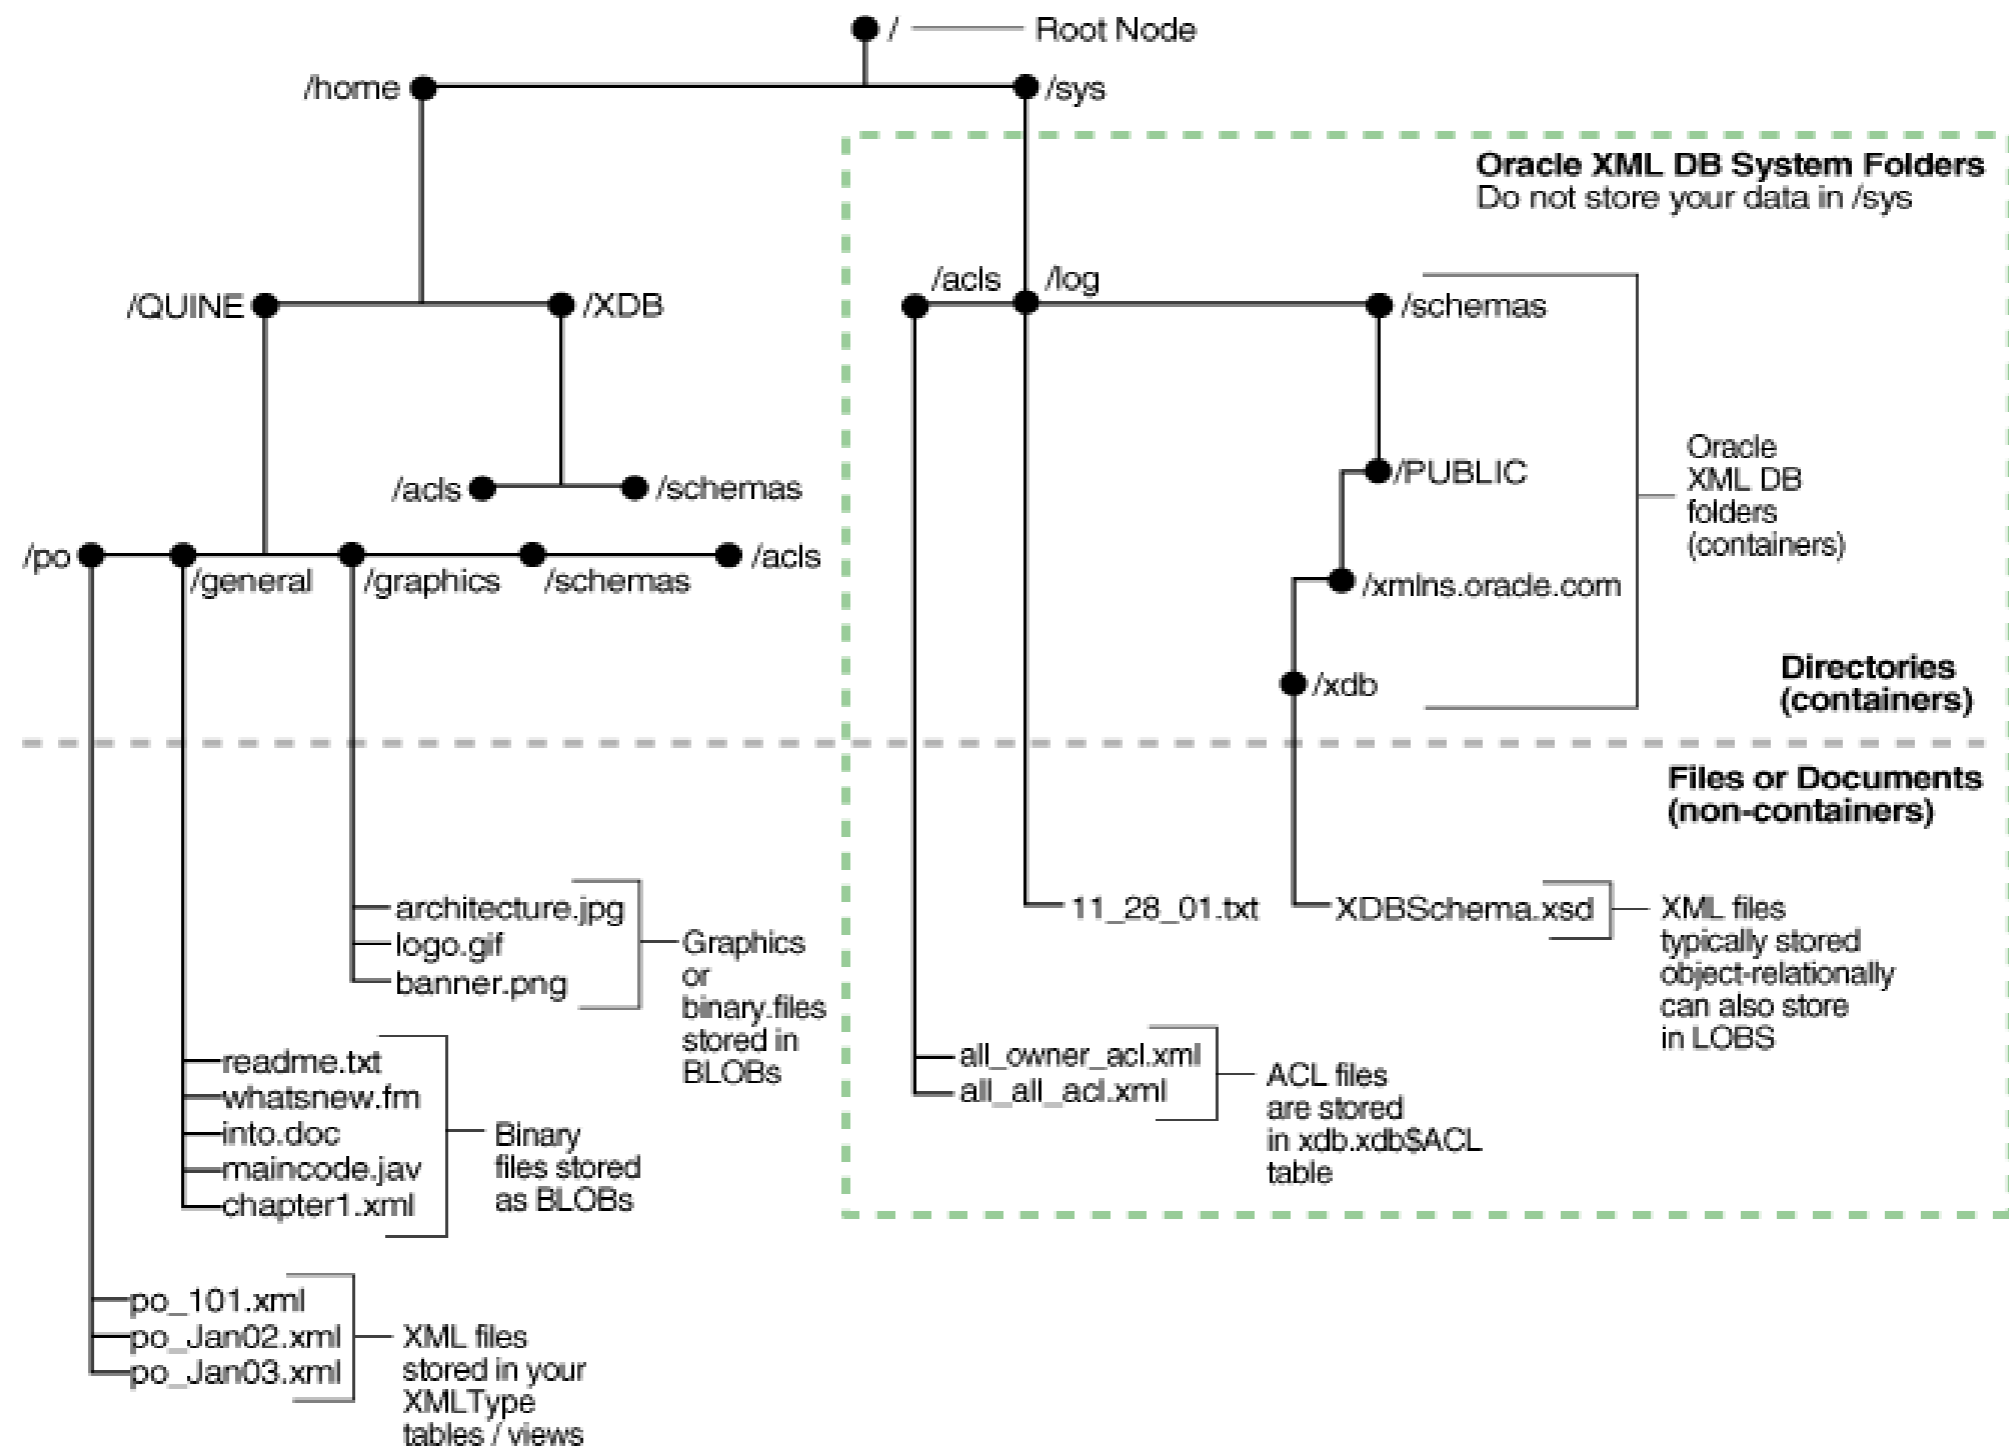 / Root Node
/home
/sys
Oracle XML DB System Folders
Do not store your data in /sys
/acls
/log
/QUINE
/XDB
/schemas
Oracle
XML DB
folders
(containers)
/PUBLIC
/acls
/schemas
/po
/general
/graphics
/schemas
/acls
/xmlns.oracle.com
/xdb
Directories
(containers)
Files or Documents
(non-containers)
architecture.jpg
logo.gif
banner.png
Graphics
or
binary.files
stored in
BLOBs
11_28_01.txt
XDBSchema.xsd
XML files
typically stored
object-relationally
can also store
in LOBS
readme.txt
whatsnew.fm
into.doc
maincode.jav
chapter1.xml
Binary
files stored
as BLOBs
all_owner_acl.xml
all_all_acl.xml
ACL files
are stored
in xdb.xdb$ACL
table
po_101.xml
po_Jan02.xml
po_Jan03.xml
XML files
stored in your
XMLType
tables / views